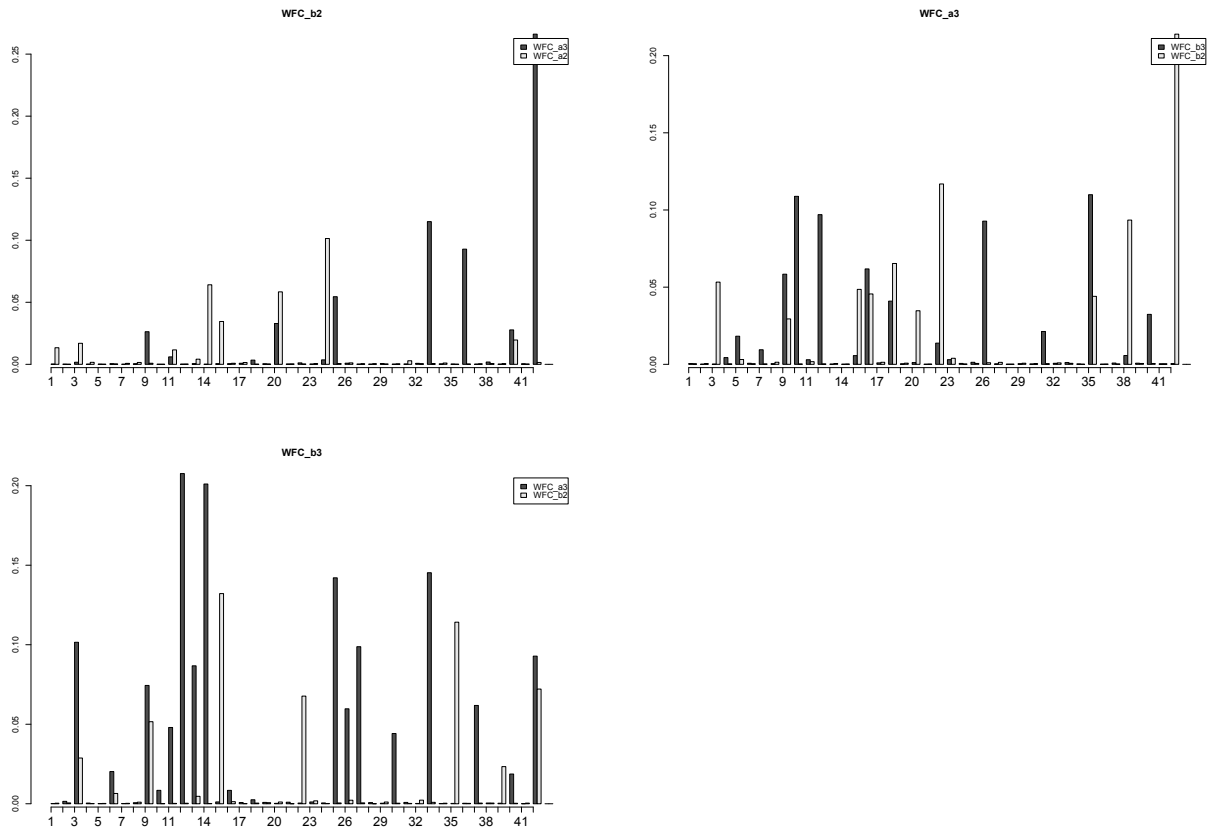 WFC_b2
WFC_a3
WFC_a2
0.00 0.05 0.10 0.15 0.20 0.25
1 3 5 7 9 11 14 17 20 23 26 29 32 35 38 41
WFC_a3
WFC_b3
WFC_b2
0.00 0.05 0.10 0.15 0.20
1 3 5 7 9 11 14 17 20 23 26 29 32 35 38 41
WFC_b3
WFC_a3
WFC_b2
0.00 0.05 0.10 0.15 0.20
1 3 5 7 9 11 14 17 20 23 26 29 32 35 38 41